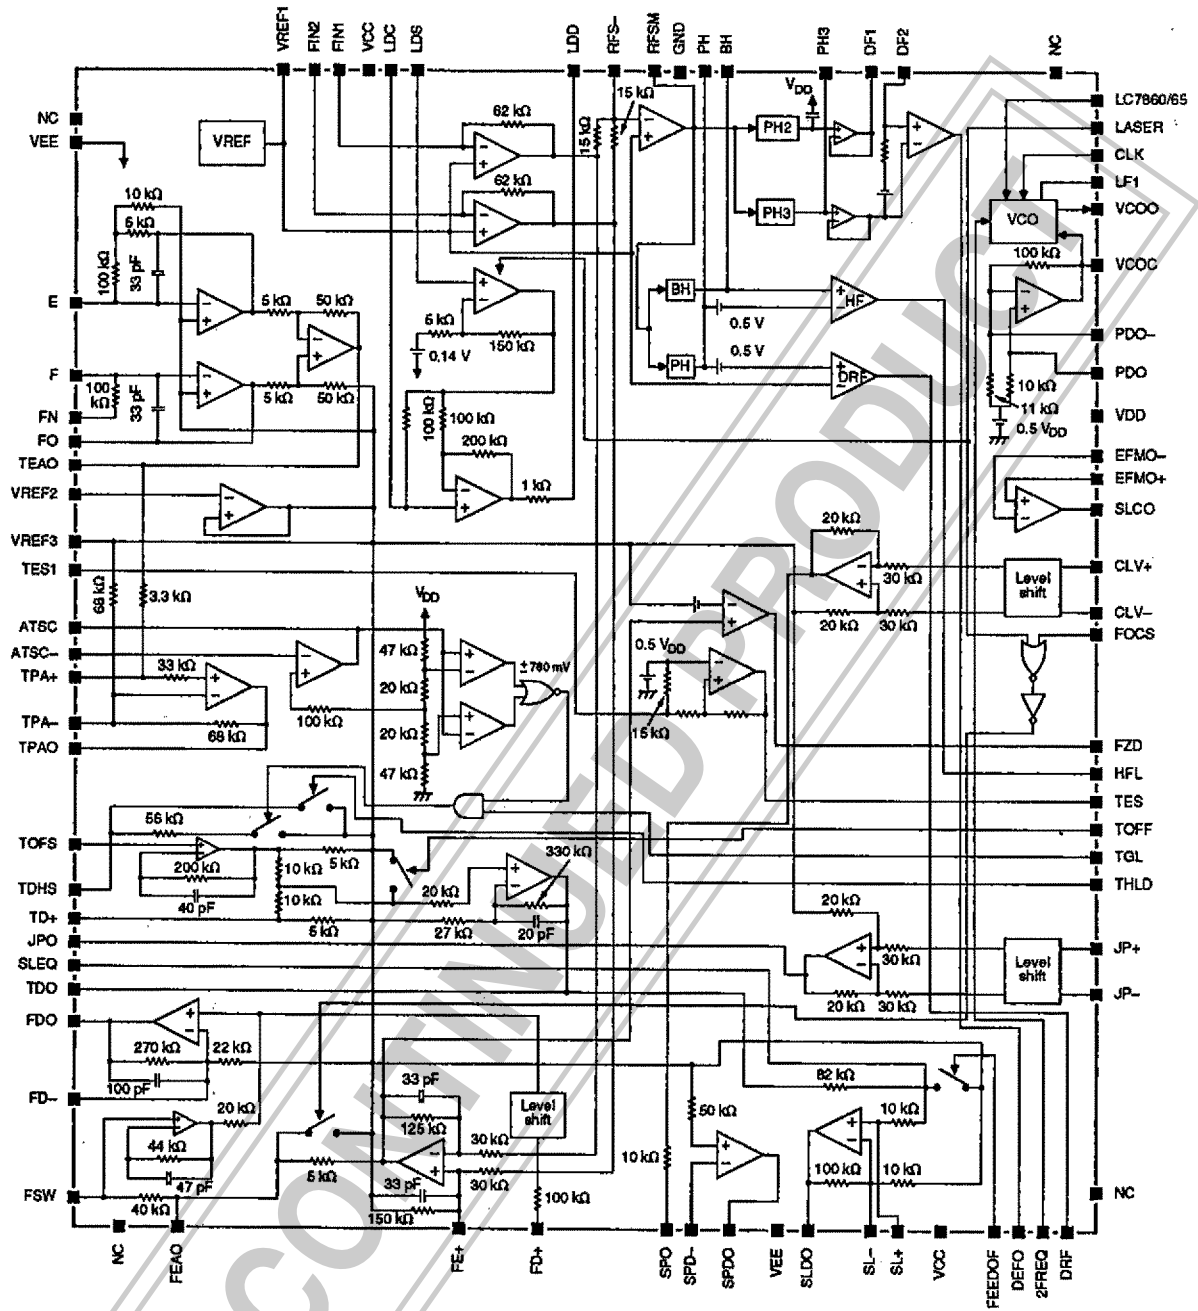 VREF1 FIN2 FIN1 VCC LDC LDS LDD RFS– RFSM GND PH BH PH3 DF1 DF2 NC
NC
VEE
E
F
FN
FO
TEAO
VREF2
VREF3
TES1
ATSC
ATSC–
TPA+
TPA–
TPAO
TOFS
TDHS
TD+
JPO
SLEQ
TDO
FDO
FD–
FSW
LC7860/65
LASER
CLK
LF1
VCOO
VCOC
PDO–
PDO
VDD
EFMO–
EFMO+
SLCO
CLV+
CLV–
FOCS
FZD
HFL
TES
TOFF
TGL
THLD
JP+
JP–
NC
NC FEAO FE+ FD+ SPO SPD– SPDO VEE SLDO SL– SL+ VCC FEEDOF DEFO 2FREQ DRF
VREF
62 kΩ
62 kΩ
15 kΩ
15 kΩ
VDD
PH2
PH3
VCO
100 kΩ
10 kΩ
5 kΩ
100 kΩ
33 pF
5 kΩ 50 kΩ
5 kΩ 50 kΩ
100 kΩ
33 pF
5 kΩ
0.14 V
150 kΩ
BH
PH
0.5 V
0.5 V
HF
DRF
10 kΩ
11 kΩ
0.5 VDD
100 kΩ
100 kΩ
200 kΩ
1 kΩ
68 kΩ
3.3 kΩ
33 kΩ
68 kΩ
100 kΩ
VDD
47 kΩ
20 kΩ
20 kΩ
47 kΩ
±780 mV
0.5 VDD
15 kΩ
20 kΩ
30 kΩ
20 kΩ 30 kΩ
Level
shift
56 kΩ
200 kΩ
40 pF
10 kΩ
10 kΩ
5 kΩ
5 kΩ
20 kΩ
330 kΩ
27 kΩ
20 pF
20 kΩ
30 kΩ
20 kΩ 30 kΩ
Level
shift
270 kΩ 22 kΩ
100 pF
20 kΩ
44 kΩ
47 pF
40 kΩ
5 kΩ
33 pF
125 kΩ
33 pF
150 kΩ
30 kΩ
30 kΩ
Level
shift
100 kΩ
10 kΩ
50 kΩ
82 kΩ
10 kΩ
100 kΩ 10 kΩ
CONTINUED PRODUCT